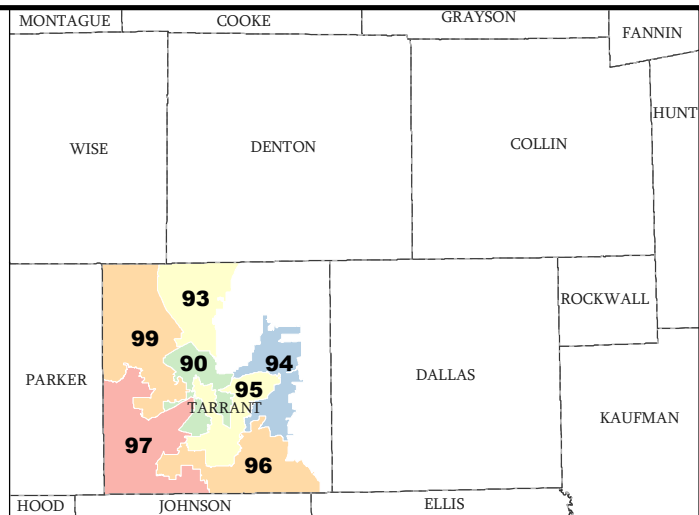 MONTAGUE COOKE GRAYSON
FANNIN
HUNT
WISE DENTON COLLIN
93
ROCKWALL
99
90 94
PARKER 95 DALLAS
TARRANT
KAUFMAN
97
96
HOOD JOHNSON ELLIS